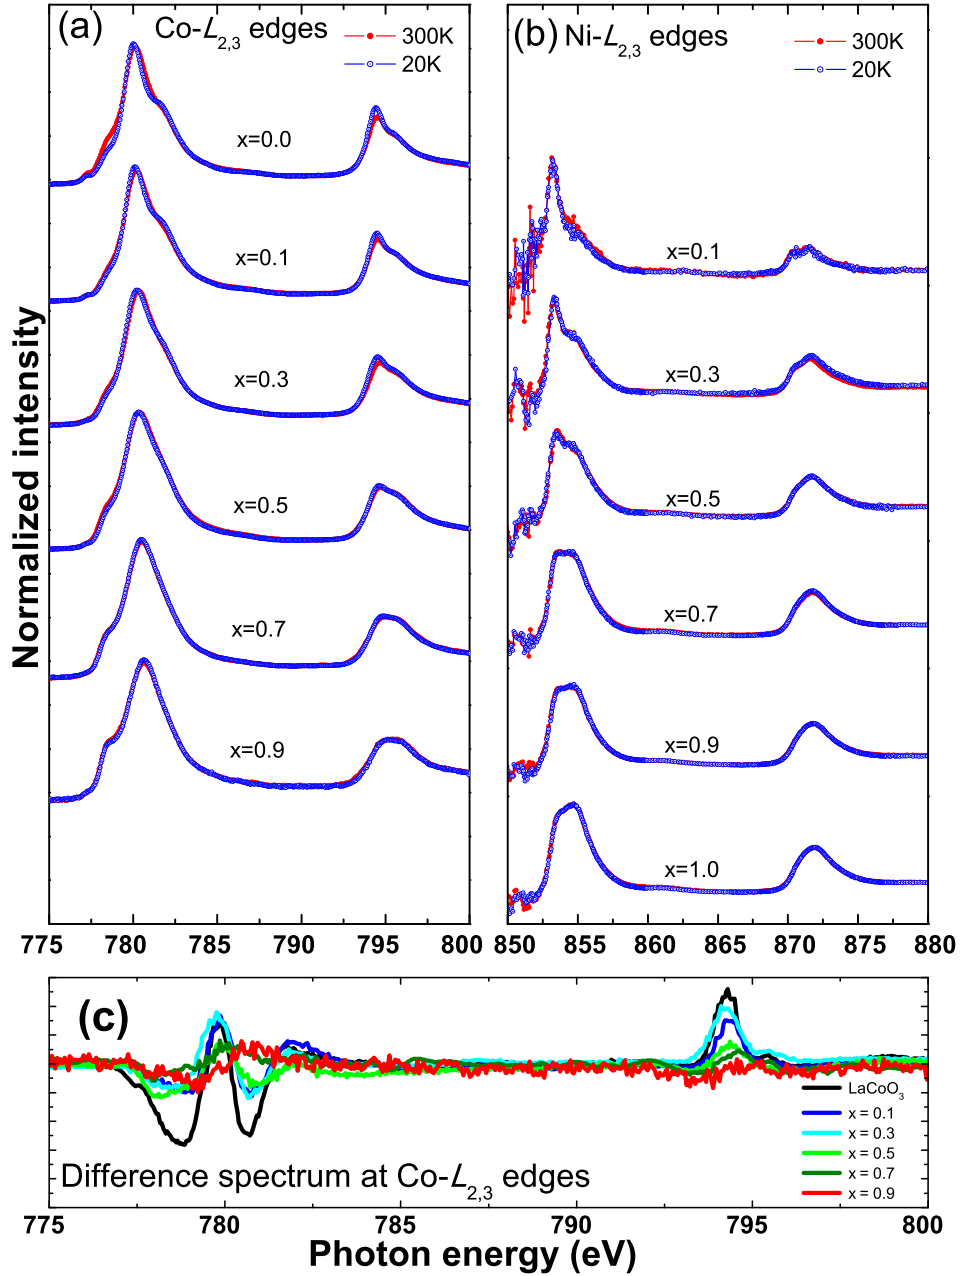 (a) Co-L2,3 edges
300K
20K
x=0.0
x=0.1
x=0.3
x=0.5
x=0.7
x=0.9
775 780 785 790 795 800
(b) Ni-L2,3 edges
300K
20K
x=0.1
x=0.3
x=0.5
x=0.7
x=0.9
x=1.0
850 855 860 865 870 875 880
Normalized intensity
(c)
LaCoO3
x = 0.1
x = 0.3
x = 0.5
x = 0.7
x = 0.9
Difference spectrum at Co-L2,3 edges
775 780 785 790 795 800
Photon energy (eV)